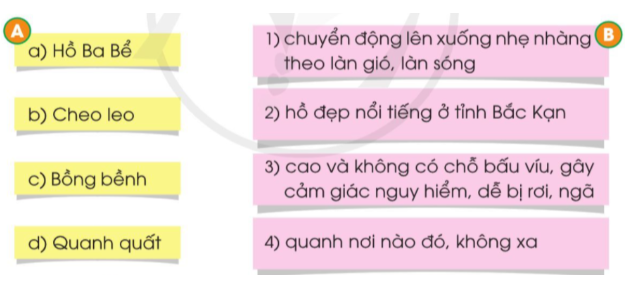 A
B
a) Hồ Ba Bể
1) chuyển động lên xuống nhẹ nhàng
theo làn gió, làn sóng
b) Cheo leo
2) hồ đẹp nổi tiếng ở tỉnh Bắc Kạn
c) Bồng bềnh
3) cao và không có chỗ bấu víu, gây
cảm giác nguy hiểm, dễ bị rơi, ngã
d) Quanh quất
4) quanh nơi nào đó, không xa